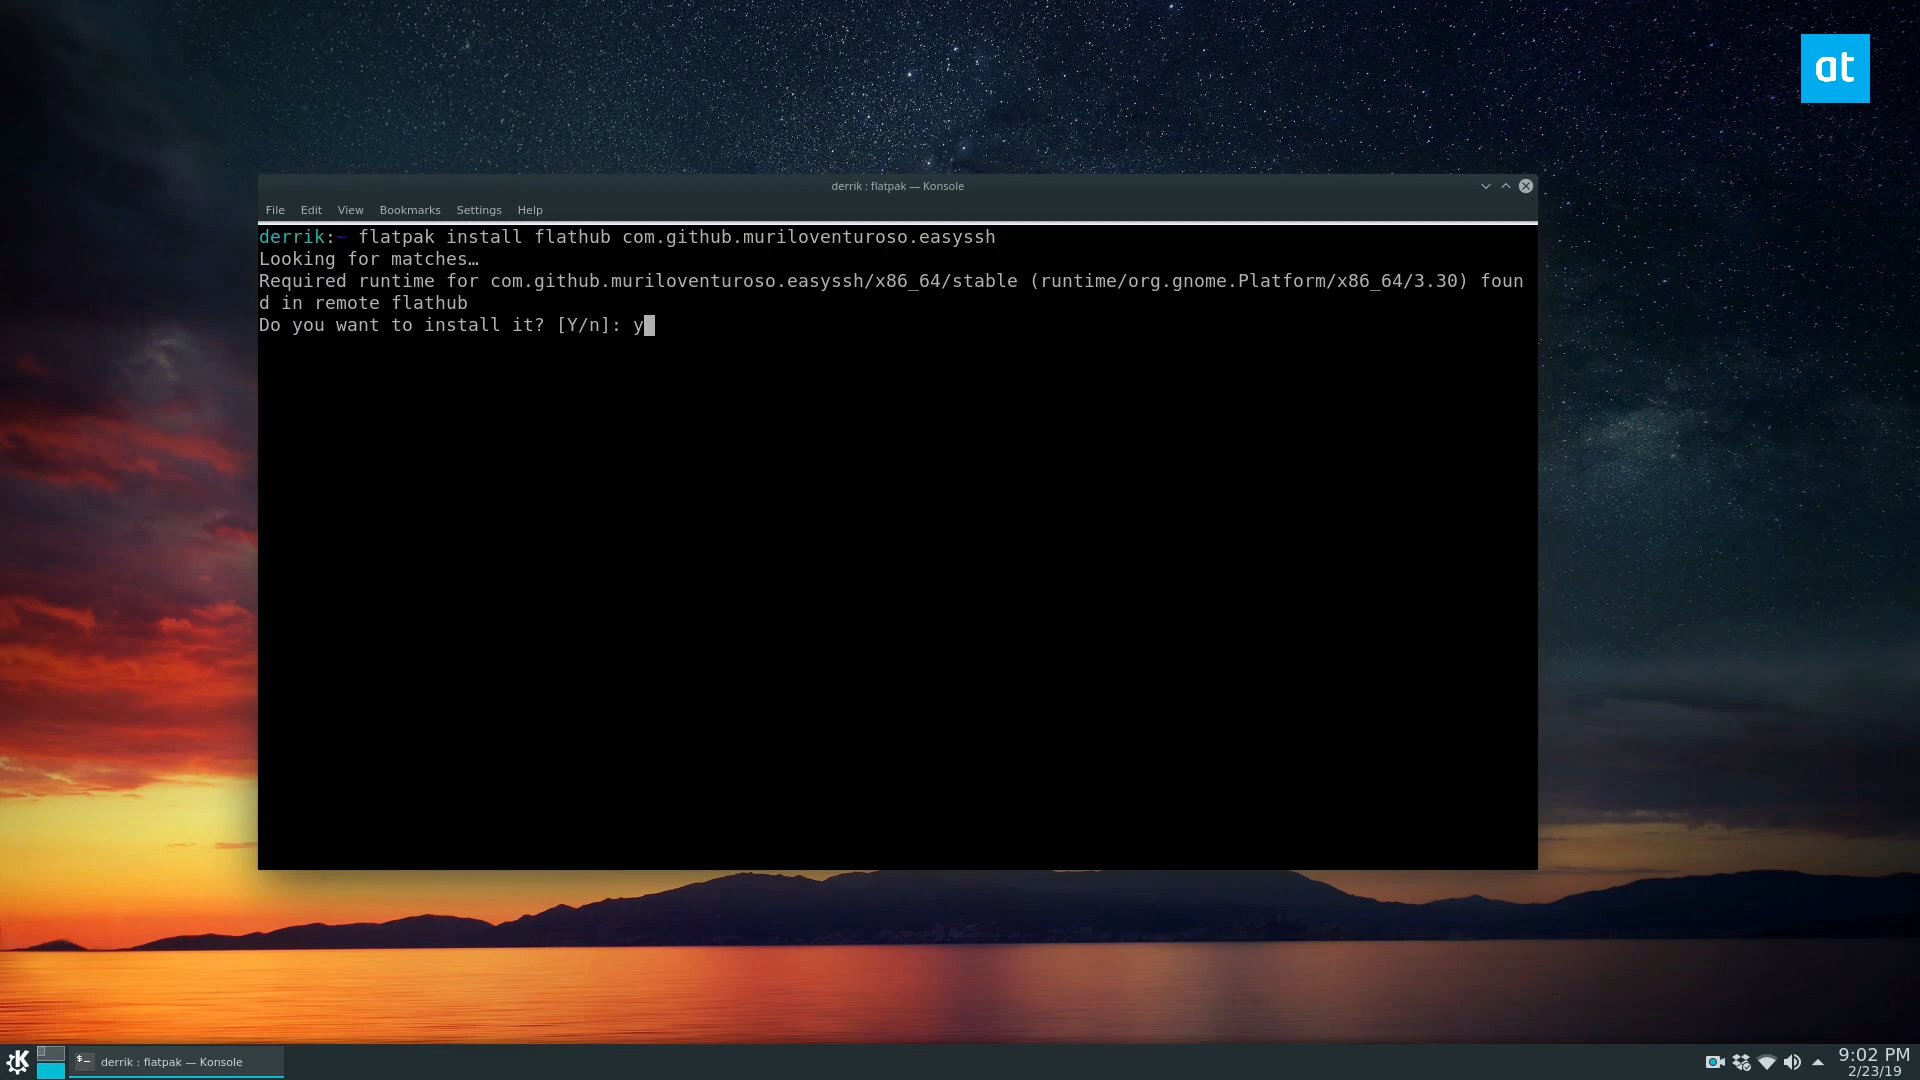 at
derrik : flatpak — Konsole
File Edit View Bookmarks Settings Help
derrik:~ flatpak install flathub com.github.muriloventuroso.easyssh
Looking for matches…
Required runtime for com.github.muriloventuroso.easyssh/x86_64/stable (runtime/org.gnome.Platform/x86_64/3.30) foun
d in remote flathub
Do you want to install it? [Y/n]: y
$-
derrik : flatpak — Konsole
9:02 PM
2/23/19